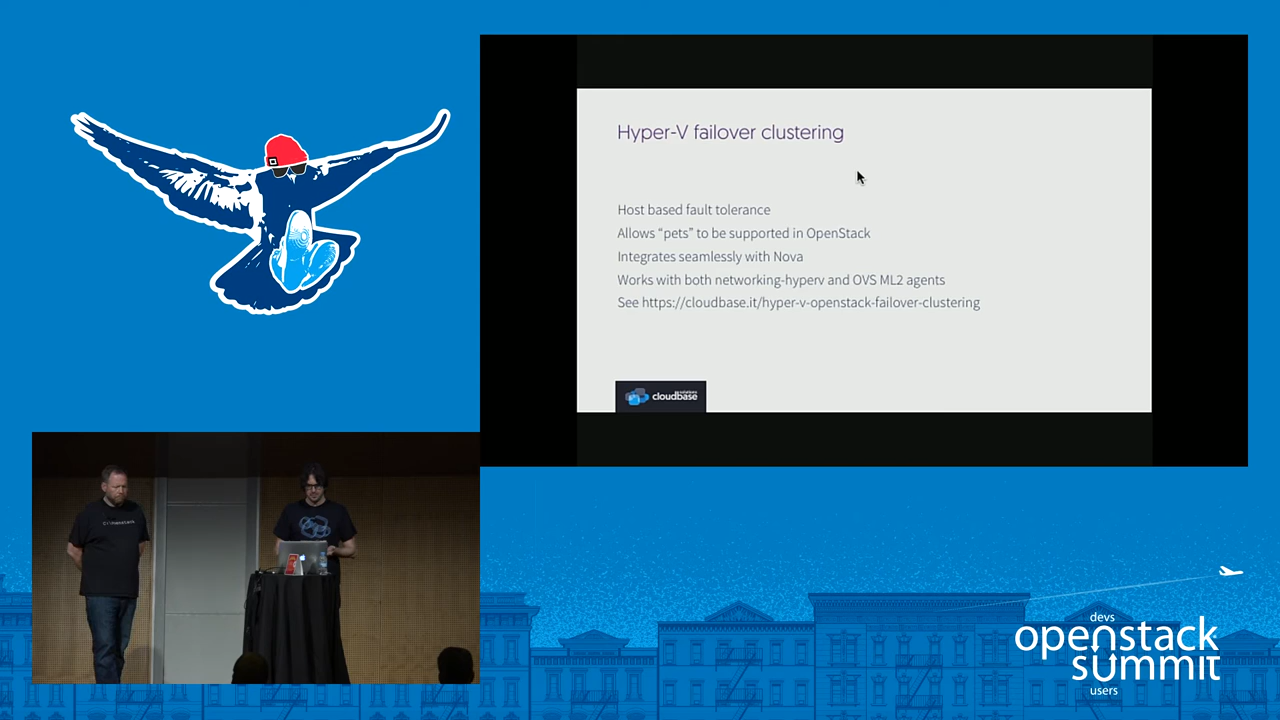 Hyper-V failover clustering
Host based fault tolerance
Allows “pets” to be supported in OpenStack
Integrates seamlessly with Nova
Works with both networking-hyperv and OVS ML2 agents
See https://cloudbase.it/hyper-v-openstack-failover-clustering
cloudbase
solutions
C:\>openstack_
devs
openstack
summit
users